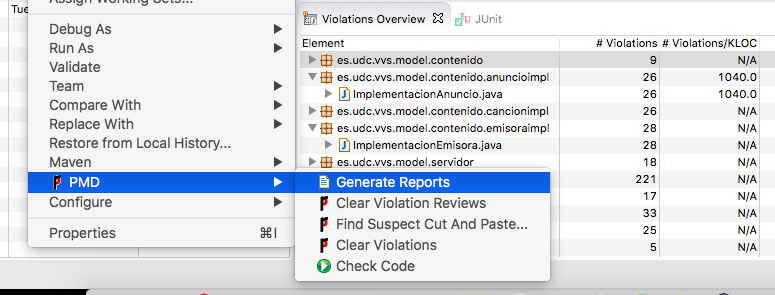 Assign Working Sets...
Tue
Debug As
Run As
Validate
Team
Compare With
Replace With
Restore from Local History...
Maven
PMD
Configure
Properties ⌘I
Generate Reports
Clear Violation Reviews
Find Suspect Cut And Paste...
Clear Violations
Check Code
Violations Overview JUnit
Element # Violations # Violations/KLOC
es.udc.vvs.model.contenido 9 N/A
es.udc.vvs.model.contenido.anuncioimpl 26 1040.0
ImplementacionAnuncio.java 26 1040.0
es.udc.vvs.model.contenido.cancionimpl 26 N/A
es.udc.vvs.model.contenido.emisoraimpl 28 N/A
ImplementacionEmisora.java 28 N/A
es.udc.vvs.model.servidor 18 N/A
221 N/A
17 N/A
33 N/A
25 N/A
5 N/A